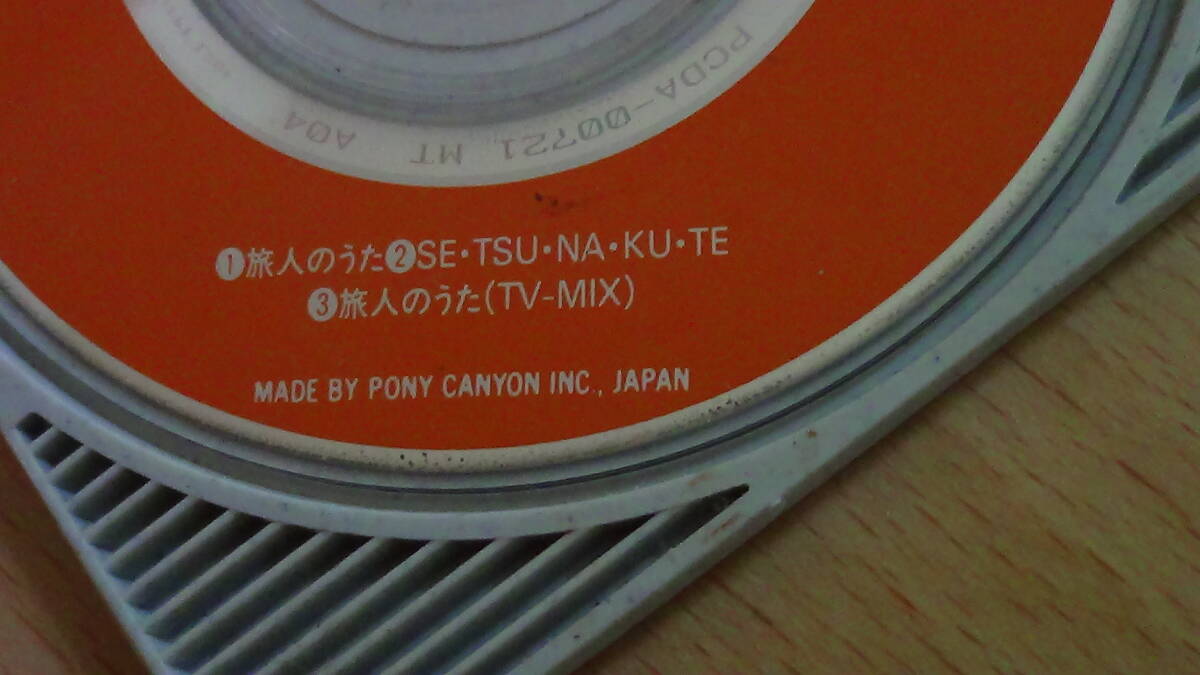 PCDA-00721 MT A04
❶旅人のうた❷SE・TSU・NA・KU・TE
❸旅人のうた(TV-MIX)
MADE BY PONY CANYON INC., JAPAN